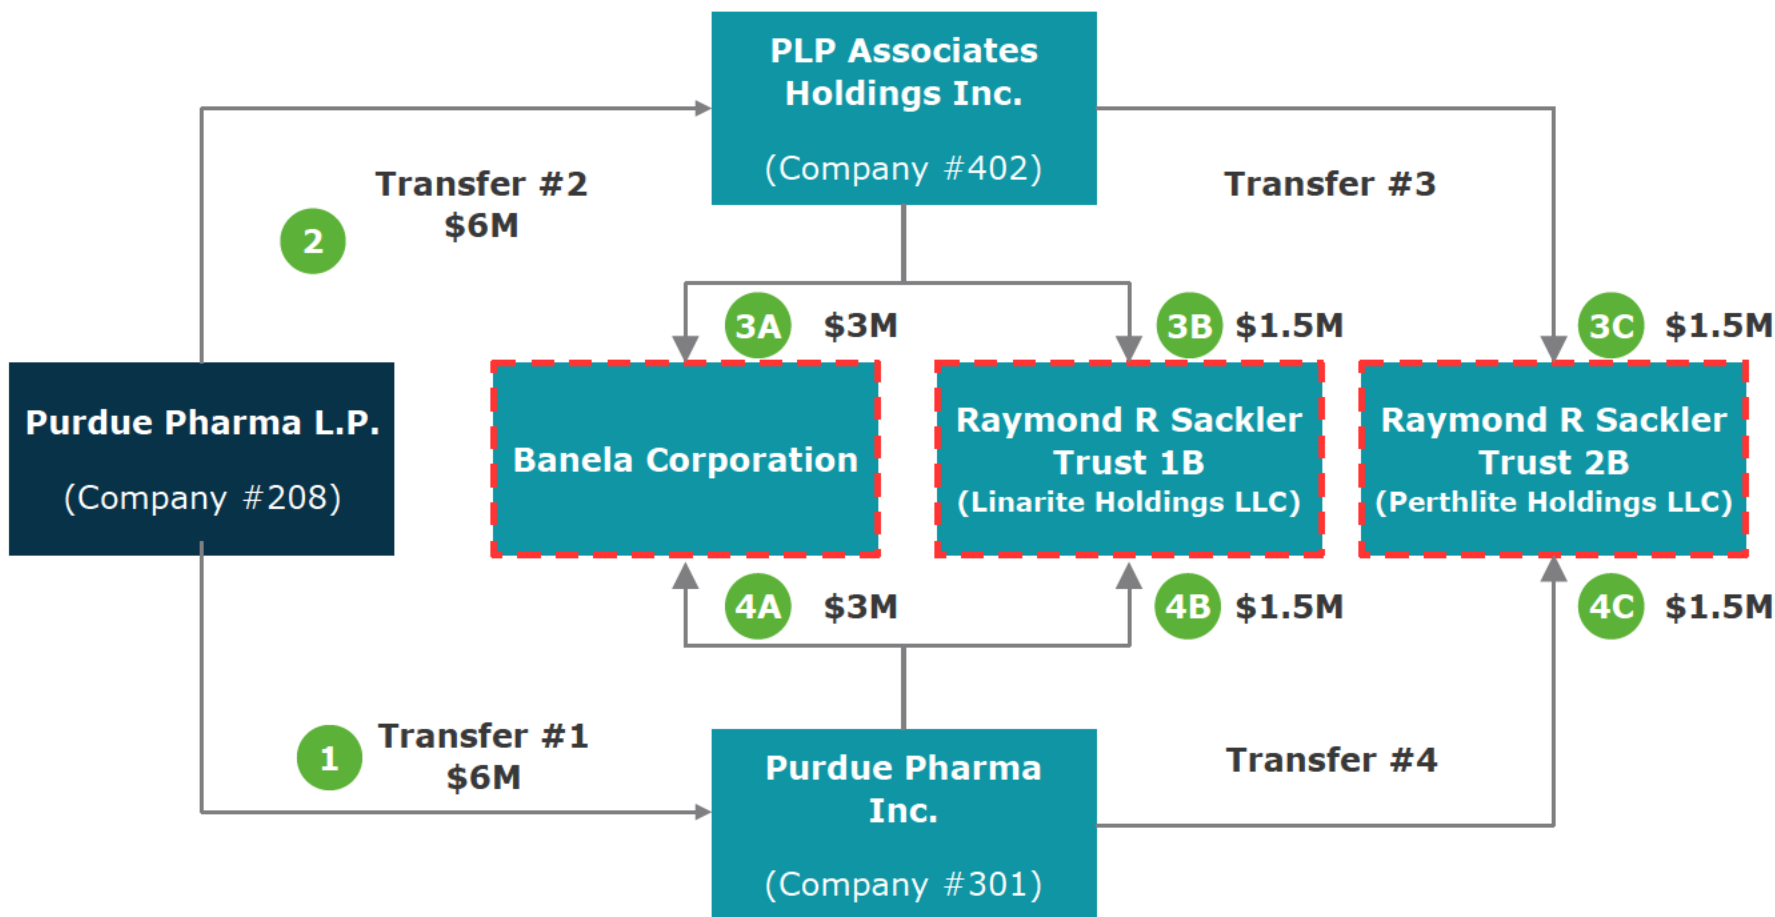 PLP Associates
Holdings Inc.
(Company #402)
Transfer #2
$6M
2
Transfer #3
3A $3M
3B $1.5M
3C $1.5M
Purdue Pharma L.P.
(Company #208)
Banela Corporation
Raymond R Sackler
Trust 1B
(Linarite Holdings LLC)
Raymond R Sackler
Trust 2B
(Perthlite Holdings LLC)
4A $3M
4B $1.5M
4C $1.5M
1
Transfer #1
$6M
Purdue Pharma
Inc.
(Company #301)
Transfer #4